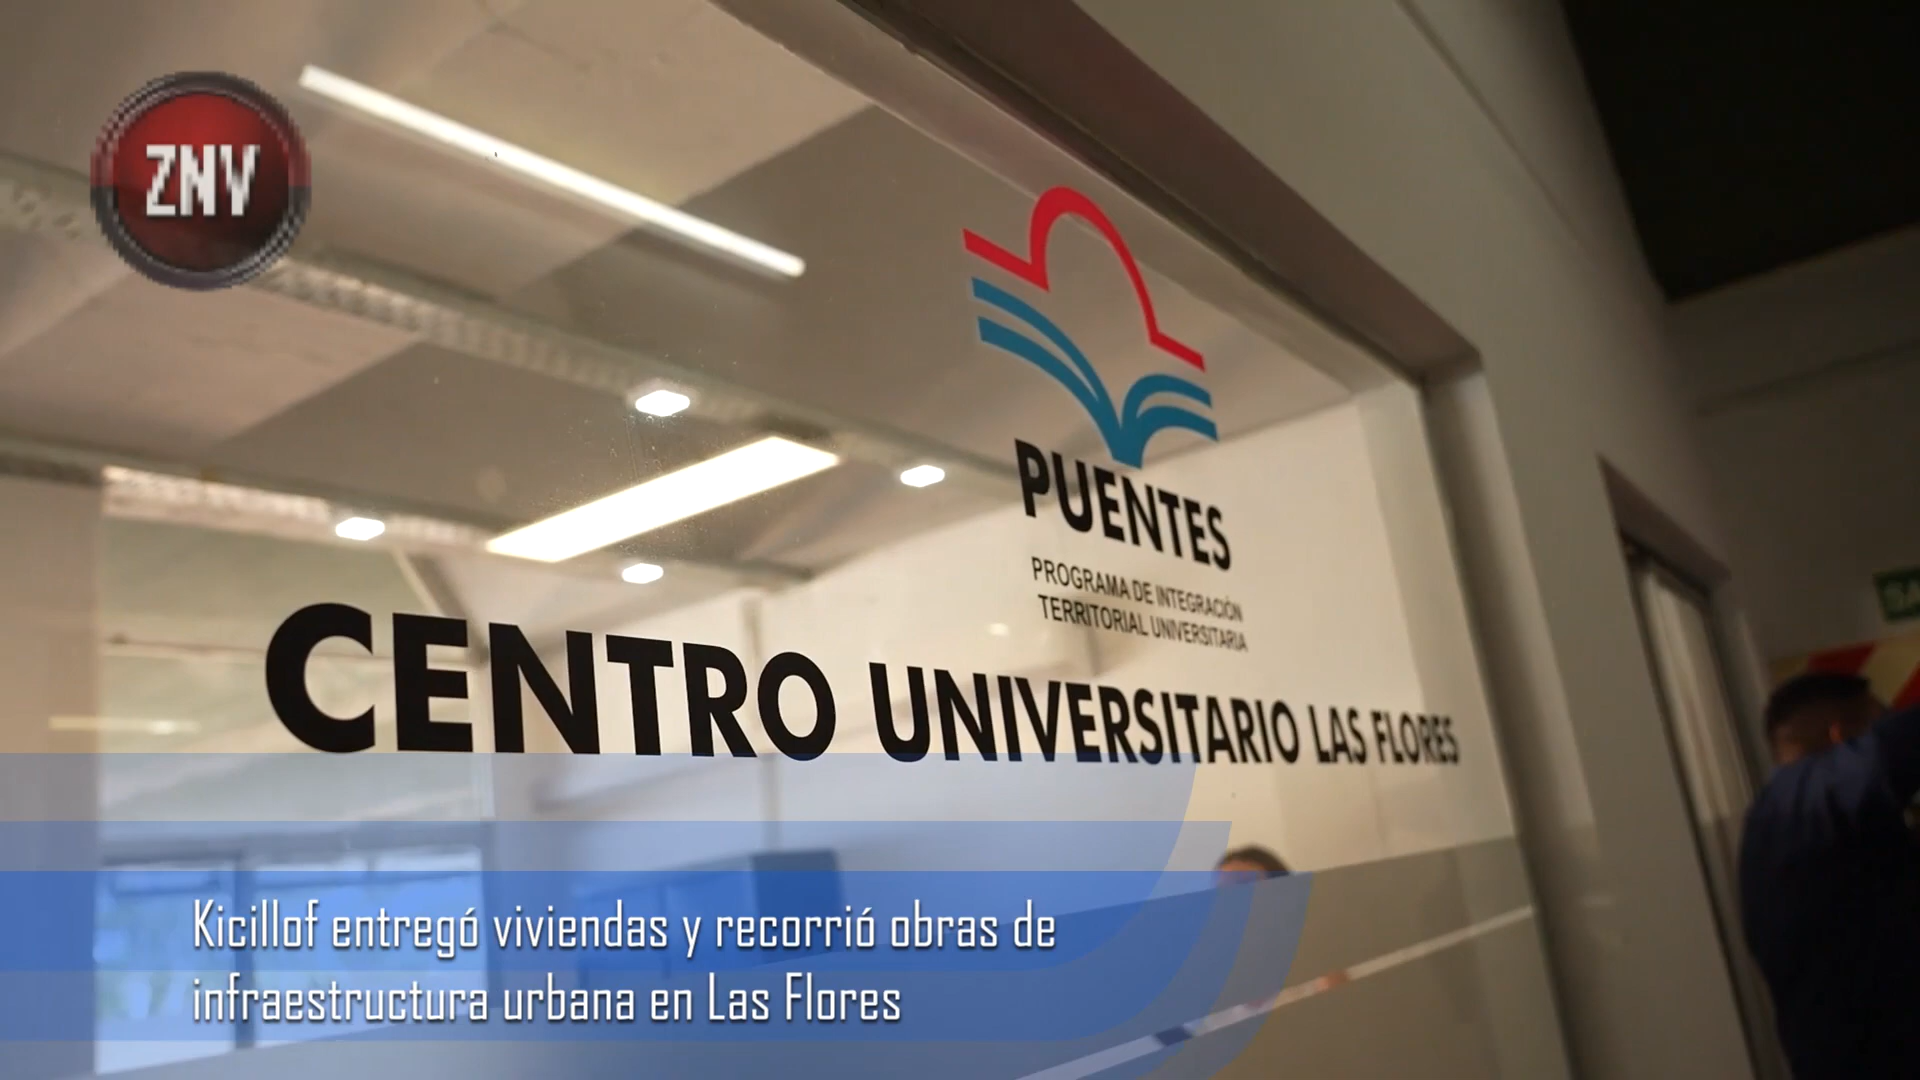 ZNV
PUENTES
PROGRAMA DE INTEGRACIÓN
TERRITORIAL UNIVERSITARIA
CENTRO UNIVERSITARIO LAS FLORES
Kicillof entregó viviendas y recorrió obras de
infraestructura urbana en Las Flores